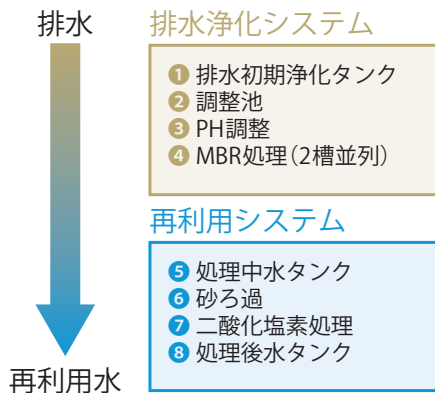 排水
排水浄化システム
❶ 排水初期浄化タンク
❷ 調整池
❸ PH調整
❹ MBR処理（2槽並列）
再利用システム
❺ 処理中水タンク
❻ 砂ろ過
❼ 二酸化塩素処理
❽ 処理後水タンク
再利用水